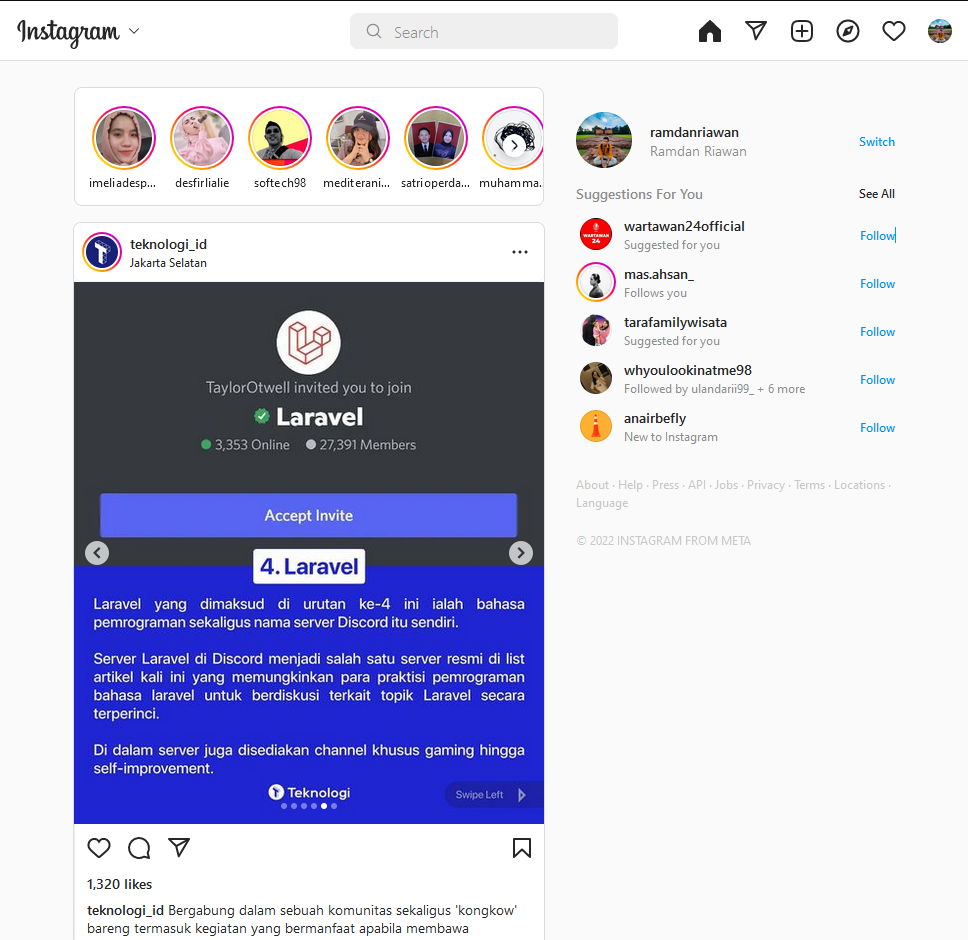 Instagram
Search
imeliadesp...
desfirlialie
softech98
mediterani...
satrioperda...
muhamma...
teknologi_id
Jakarta Selatan
TaylorOtwell invited you to join
Laravel
3,353 Online 27,391 Members
Accept Invite
4. Laravel
Laravel yang dimaksud di urutan ke-4 ini ialah bahasa
pemrograman sekaligus nama server Discord itu sendiri.
Server Laravel di Discord menjadi salah satu server resmi di list
artikel kali ini yang memungkinkan para praktisi pemrograman
bahasa laravel untuk berdiskusi terkait topik Laravel secara
terperinci.
Di dalam server juga disediakan channel khusus gaming hingga
self-improvement.
Teknologi
Swipe Left
1,320 likes
teknologi_id Bergabung dalam sebuah komunitas sekaligus 'kongkow'
bareng termasuk kegiatan yang bermanfaat apabila membawa
ramdanriawan
Ramdan Riawan
Switch
Suggestions For You
See All
WARTAWAN
24
wartawan24official
Suggested for you
Follow
mas.ahsan_
Follows you
Follow
tarafamilywisata
Suggested for you
Follow
whyoulookinatme98
Followed by ulandarii99_ + 6 more
Follow
anairbefly
New to Instagram
Follow
About · Help · Press · API · Jobs · Privacy · Terms · Locations ·
Language
© 2022 INSTAGRAM FROM META